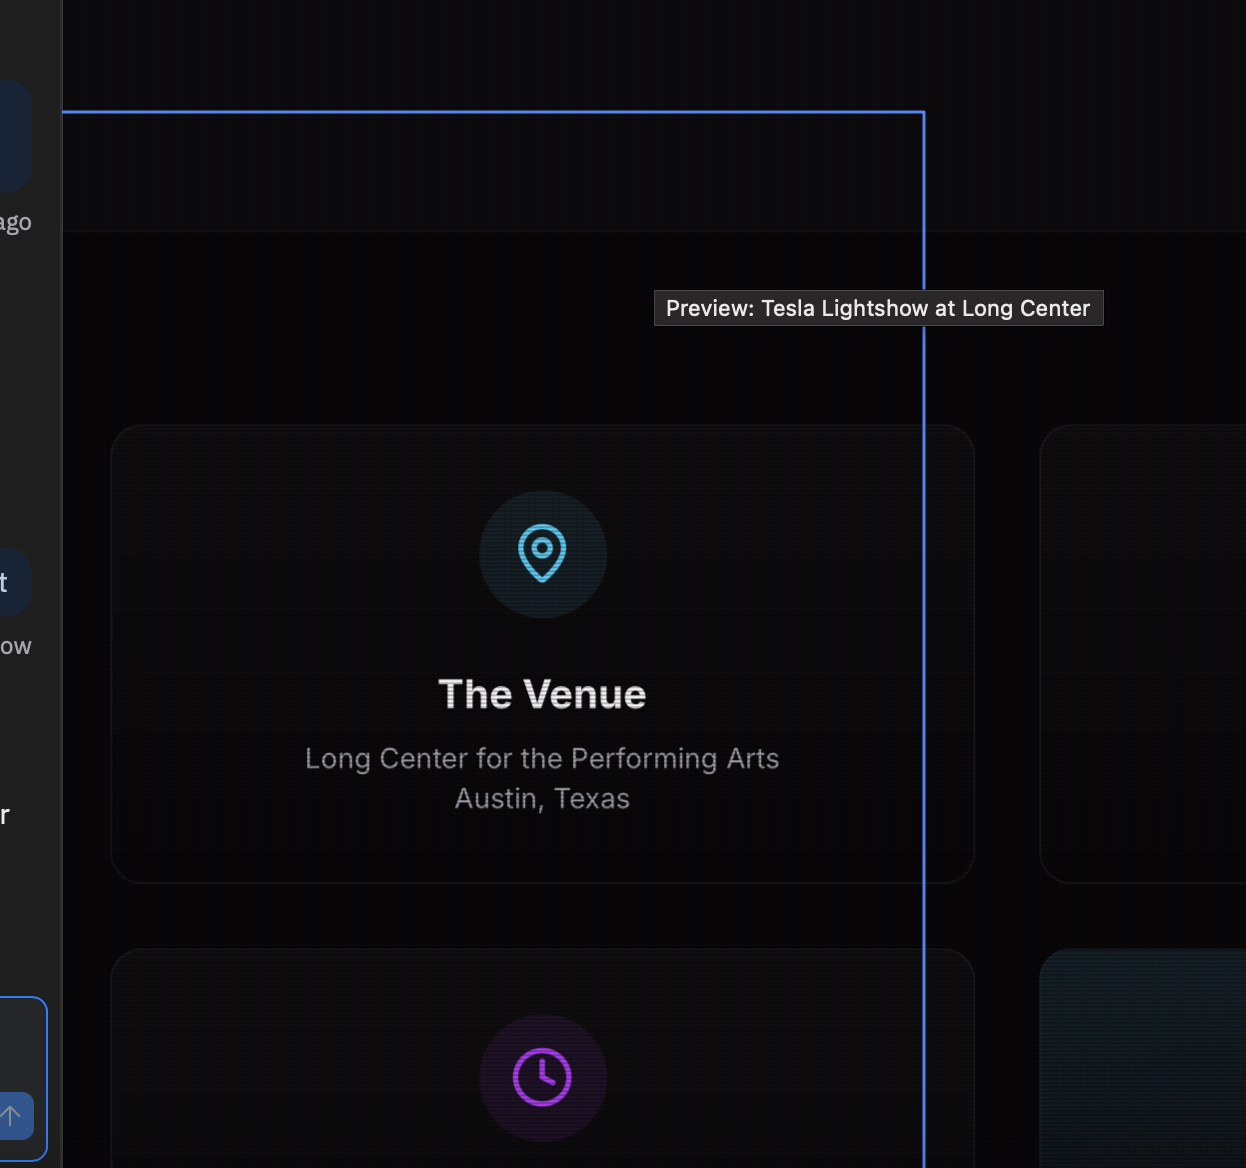 ago
Preview: Tesla Lightshow at Long Center
t
ow
The Venue
Long Center for the Performing Arts
Austin, Texas
r